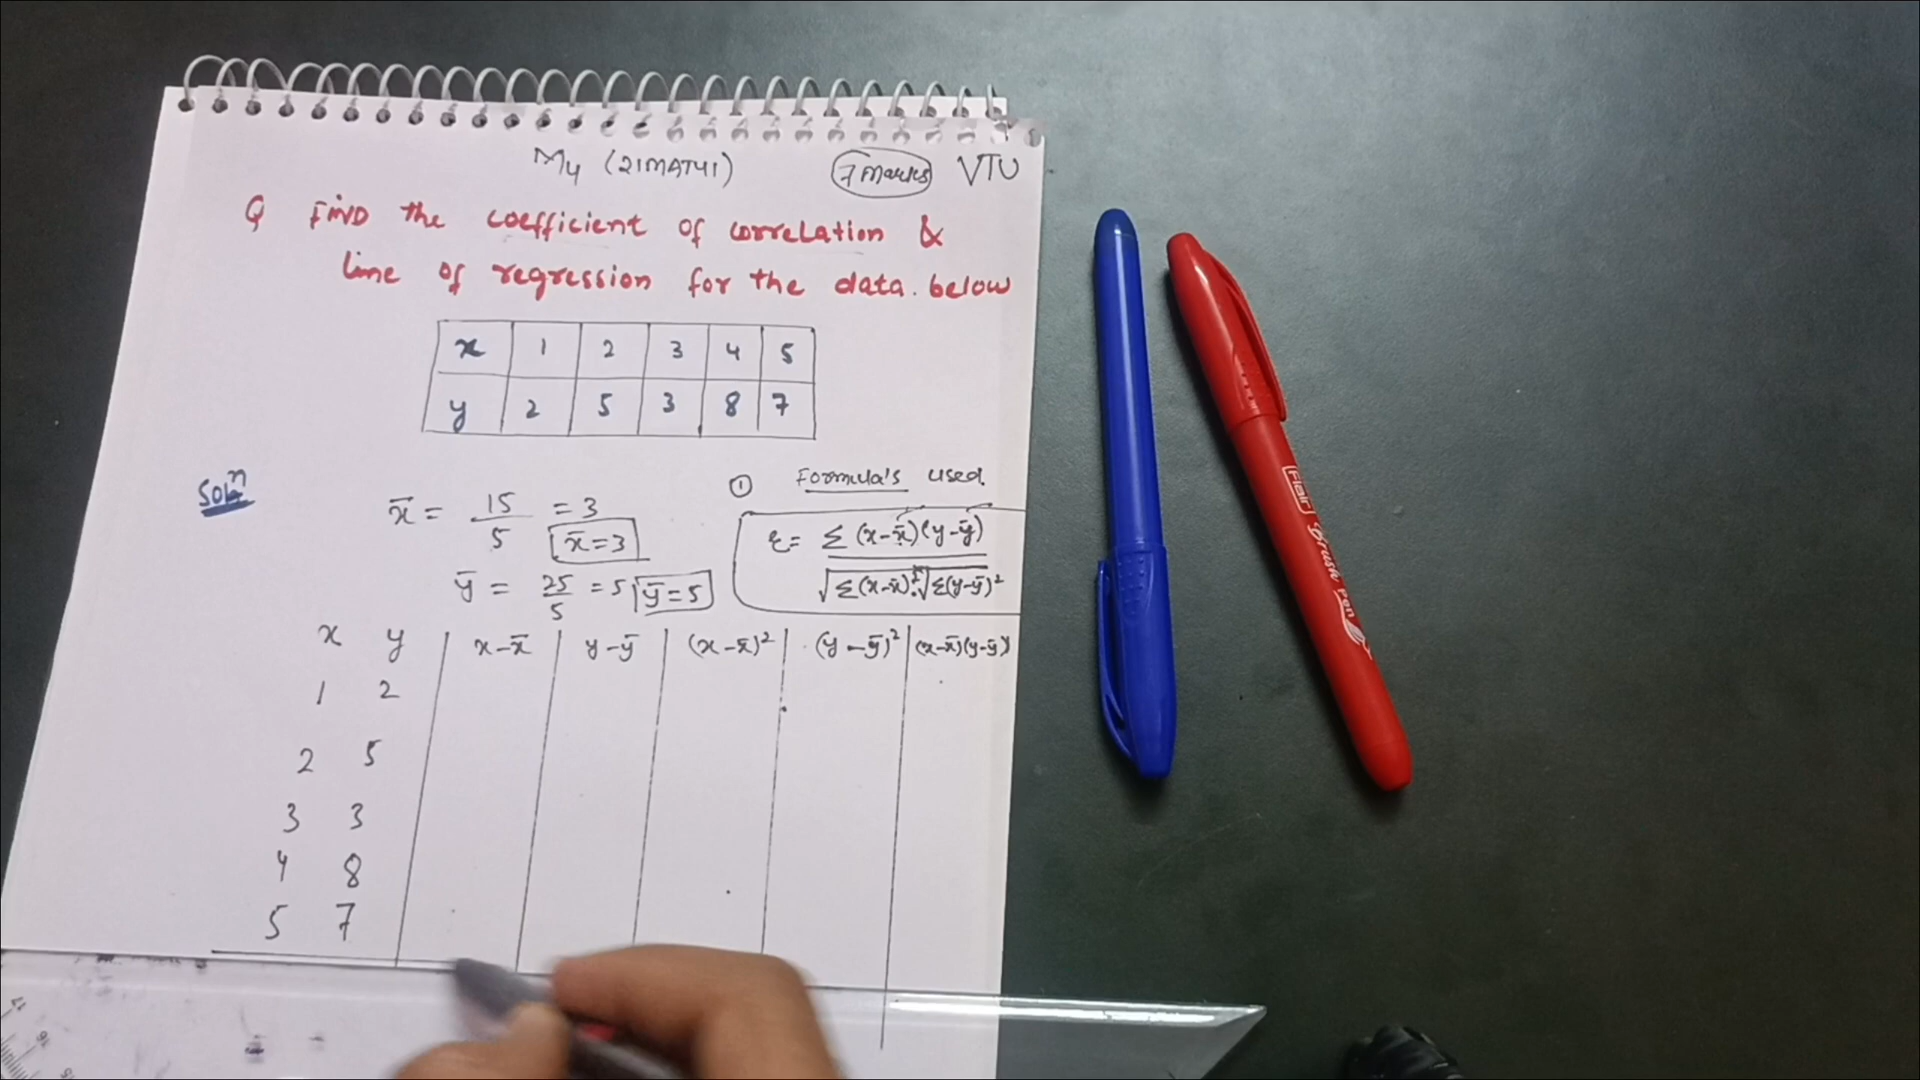 M4 (21MAT41) 7 marks VTU
Q FIND the coefficient of correlation &
line of regression for the data. below
x 1 2 3 4 5
y 2 5 3 8 7
Solⁿ
① Formula's used
x̄ = 15/5 = 3
x̄=3
ȳ = 25/5 = 5 ȳ=5
r = Σ(x-x̄)(y-ȳ) / √Σ(x-x̄)² √Σ(y-ȳ)²
x y x-x̄ y-ȳ (x-x̄)² (y-ȳ)² (x-x̄)(y-ȳ)
1 2
2 5
3 3
4 8
5 7
Flair Brush Pen